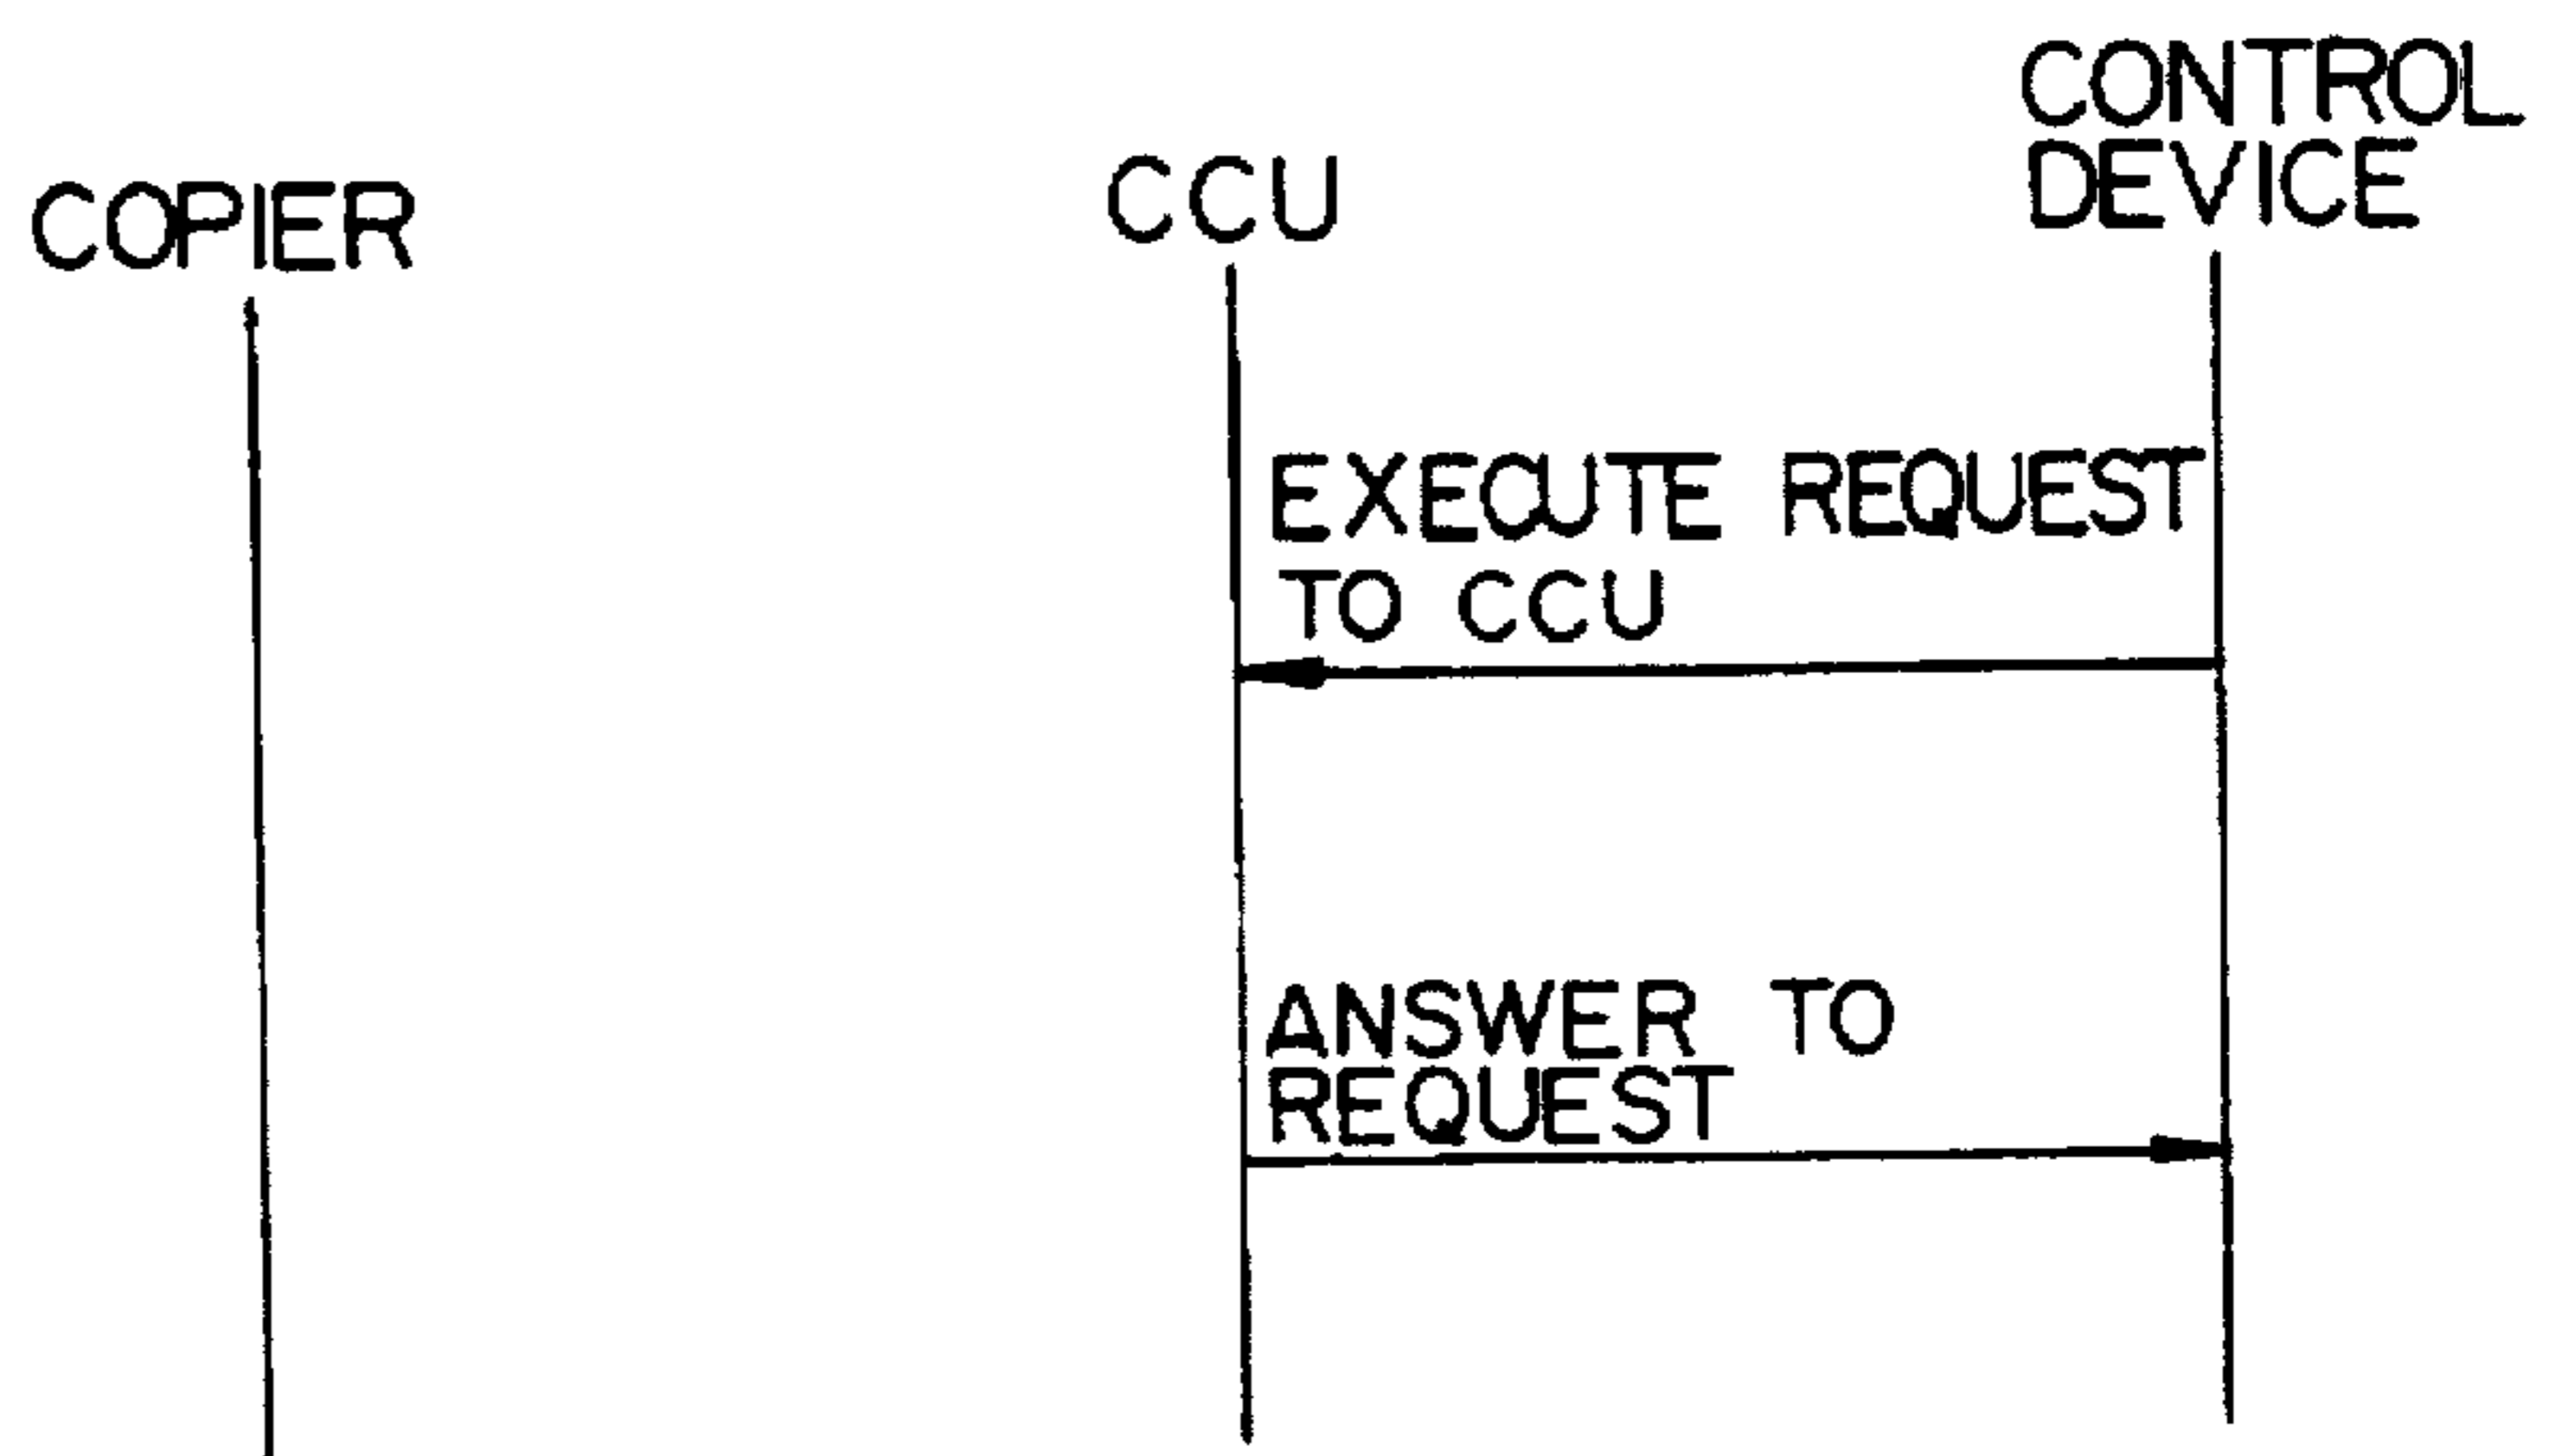 COPIER
CCU
CONTROL
DEVICE
EXECUTE REQUEST
TO CCU
ANSWER TO
REQUEST